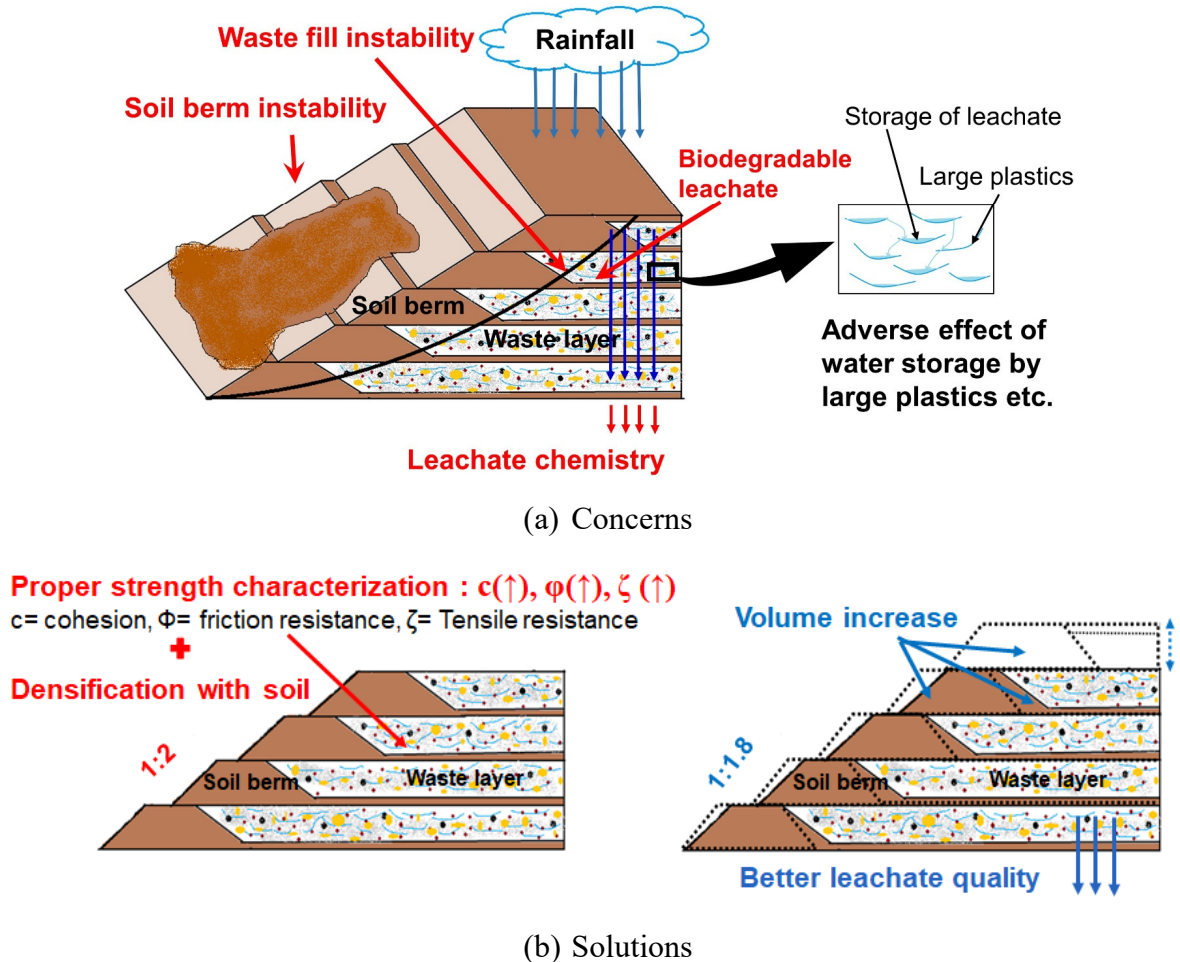 Waste fill instability
Rainfall
Soil berm instability
Storage of leachate
Biodegradable
leachate
Large plastics
Soil berm
Waste layer
Adverse effect of
water storage by
large plastics etc.
Leachate chemistry
(a) Concerns
Proper strength characterization : c(↑), φ(↑), ζ (↑)
c= cohesion, Φ= friction resistance, ζ= Tensile resistance
+
Densification with soil
1:2
Soil berm
Waste layer
Volume increase
1:1.8
Soil berm
Waste layer
Better leachate quality
(b) Solutions